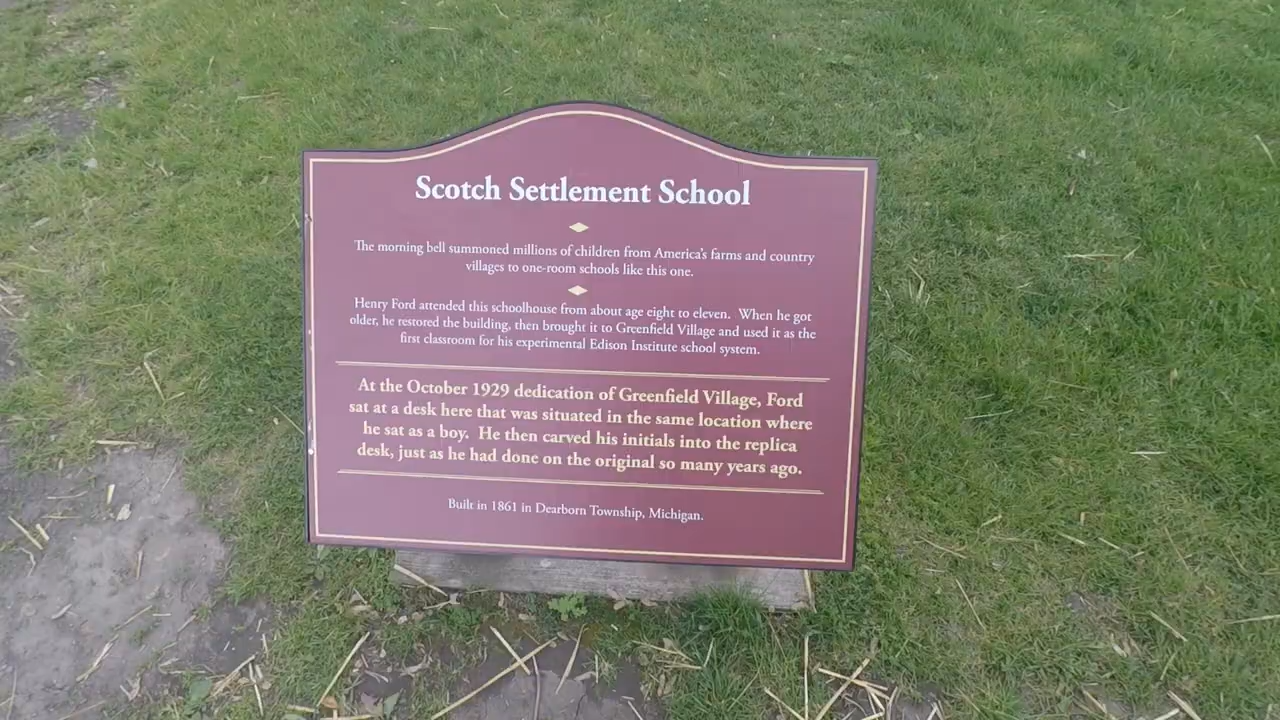 Scotch Settlement School
The morning bell summoned millions of children from America's farms and country
villages to one-room schools like this one.
Henry Ford attended this schoolhouse from about age eight to eleven. When he got
older, he restored the building, then brought it to Greenfield Village and used it as the
first classroom for his experimental Edison Institute school system.
At the October 1929 dedication of Greenfield Village, Ford
sat at a desk here that was situated in the same location where
he sat as a boy. He then carved his initials into the replica
desk, just as he had done on the original so many years ago.
Built in 1861 in Dearborn Township, Michigan.